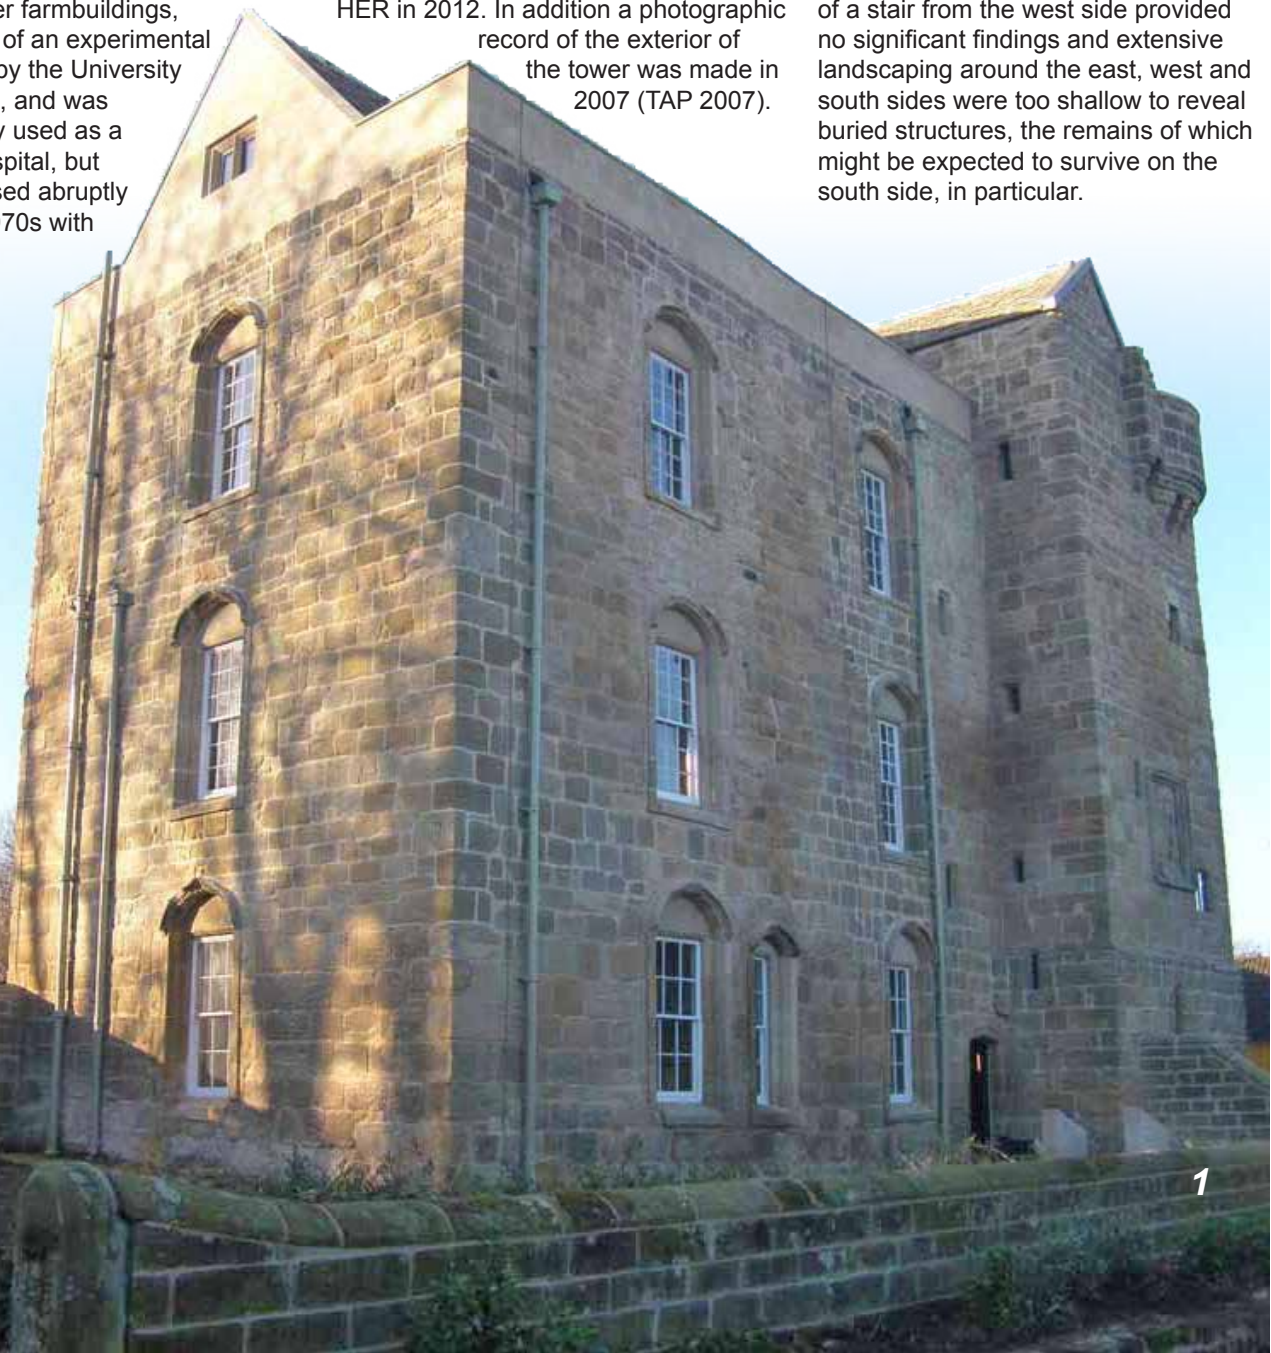 farmbuildings,
of an experimental
by the University
, and was
used as a
but
abruptly
with
HER in 2012. In addition a photographic
record of the exterior of
the tower was made in
2007 (TAP 2007).
of a stair from the west side provided
no significant findings and extensive
landscaping around the east, west and
south sides were too shallow to reveal
buried structures, the remains of which
might be expected to survive on the
south side, in particular.
1